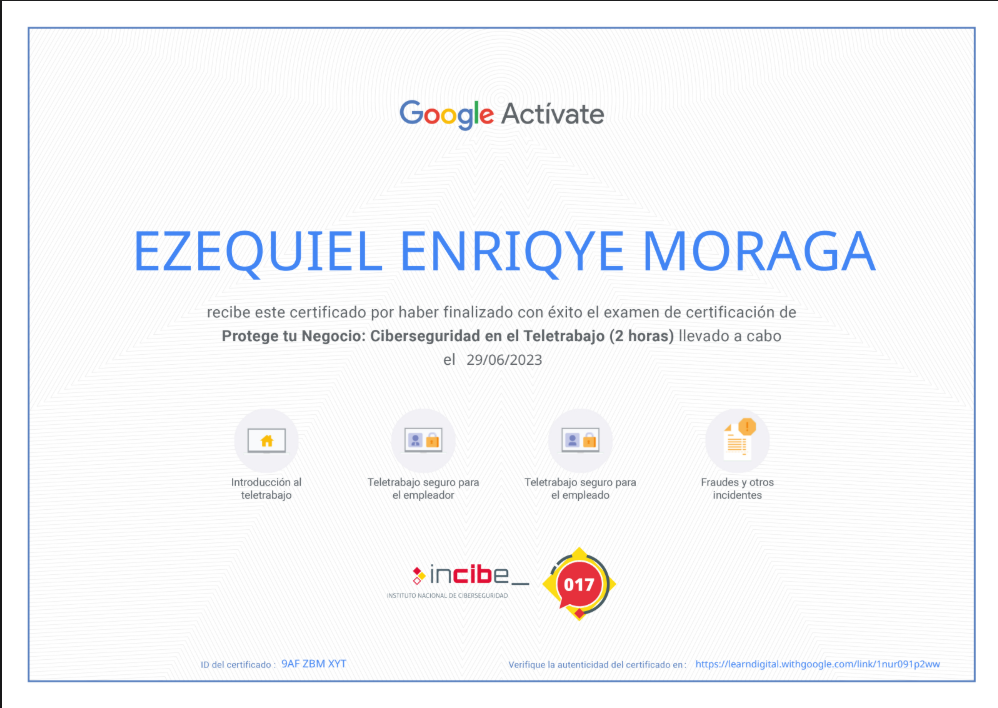 Google Actívate
EZEQUIEL ENRIQYE MORAGA
recibe este certificado por haber finalizado con éxito el examen de certificación de
Protege tu Negocio: Ciberseguridad en el Teletrabajo (2 horas) llevado a cabo
el 29/06/2023
Introducción al
teletrabajo
Teletrabajo seguro para
el empleador
Teletrabajo seguro para
el empleado
Fraudes y otros
incidentes
incibe_
INSTITUTO NACIONAL DE CIBERSEGURIDAD
017
ID del certificado : 9AF ZBM XYT
Verifique la autenticidad del certificado en : https://learndigital.withgoogle.com/link/1nur091p2ww